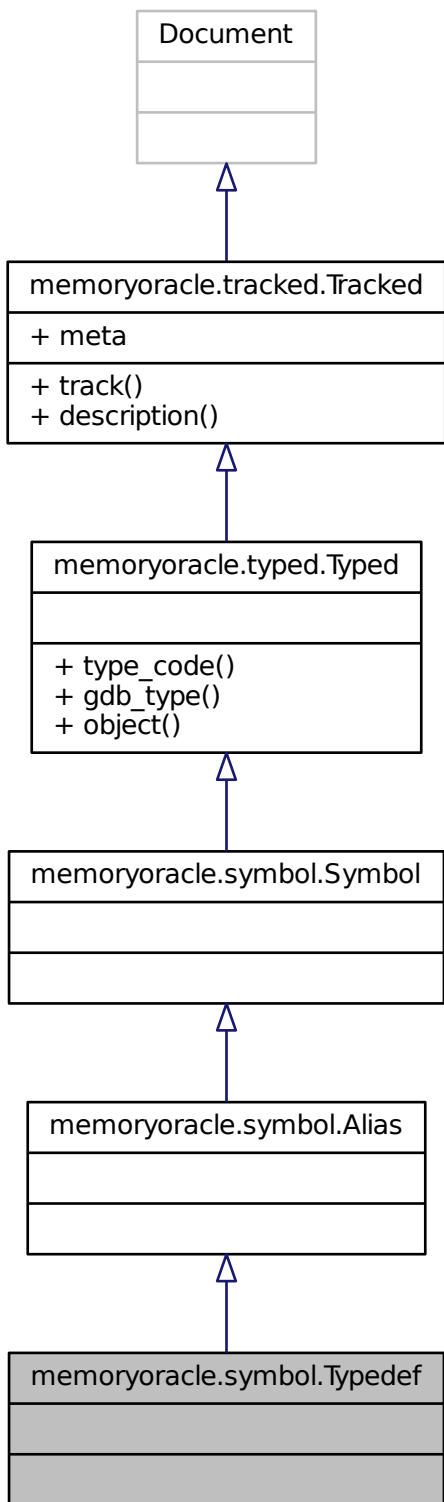 Document
memoryoracle.tracked.Tracked
+ meta
+ track()
+ description()
memoryoracle.typed.Typed
+ type_code()
+ gdb_type()
+ object()
memoryoracle.symbol.Symbol
memoryoracle.symbol.Alias
memoryoracle.symbol.Typedef